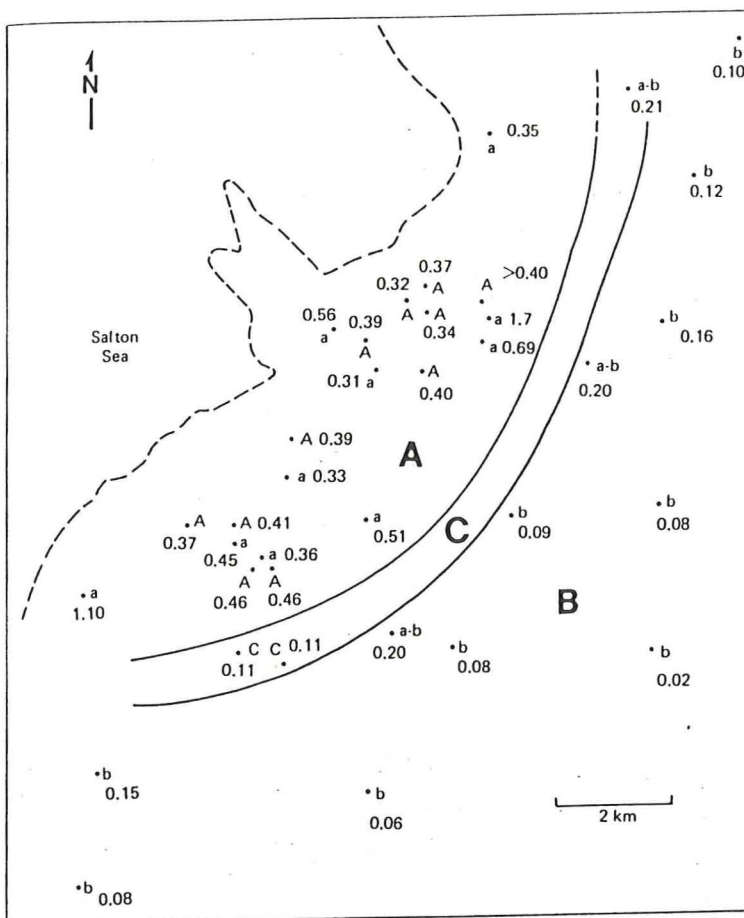 N
b
0.10
a-b
0.21
0.35
a
b
0.12
0.37
A
>0.40
A
0.32
A
A
0.34
a 1.7
a 0.69
0.56
a
0.39
A
b
0.16
Salton
Sea
0.31 a
A
0.40
a-b
0.20
A 0.39
A
a 0.33
A
0.37
A 0.41
a
0.45
a 0.36
A
0.46
A
0.46
a
0.51
C
b
0.09
b
0.08
a
1.10
B
C
0.11
C 0.11
a-b
0.20
b
0.08
b
0.02
b
0.15
b
0.06
2 km
b
0.08